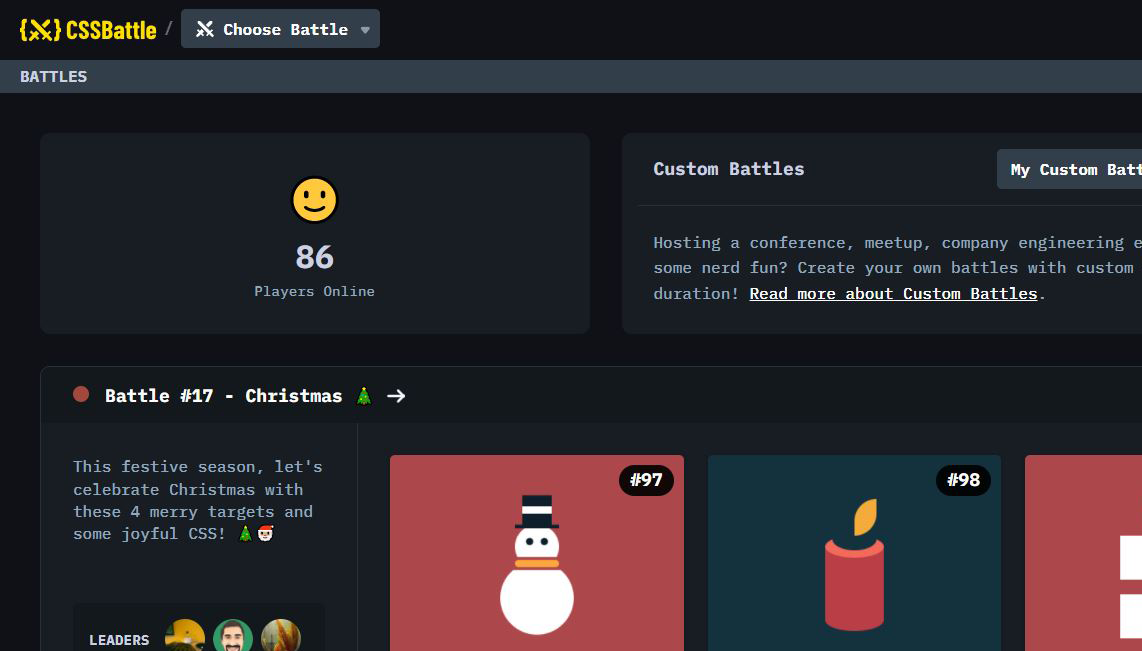 CSSBattle / Choose Battle
BATTLES
86
Players Online
Custom Battles
My Custom Batt
Hosting a conference, meetup, company engineering e
some nerd fun? Create your own battles with custom
duration! Read more about Custom Battles.
Battle #17 - Christmas 🎄 →
This festive season, let's
celebrate Christmas with
these 4 merry targets and
some joyful CSS! 🎄🎅
LEADERS
#97
#98